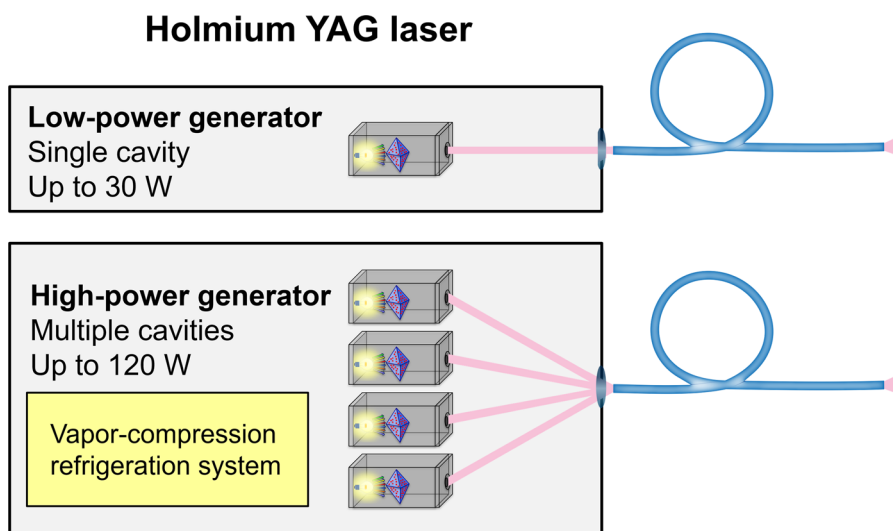 Holmium YAG laser
Low-power generator
Single cavity
Up to 30 W
High-power generator
Multiple cavities
Up to 120 W
Vapor-compression
refrigeration system